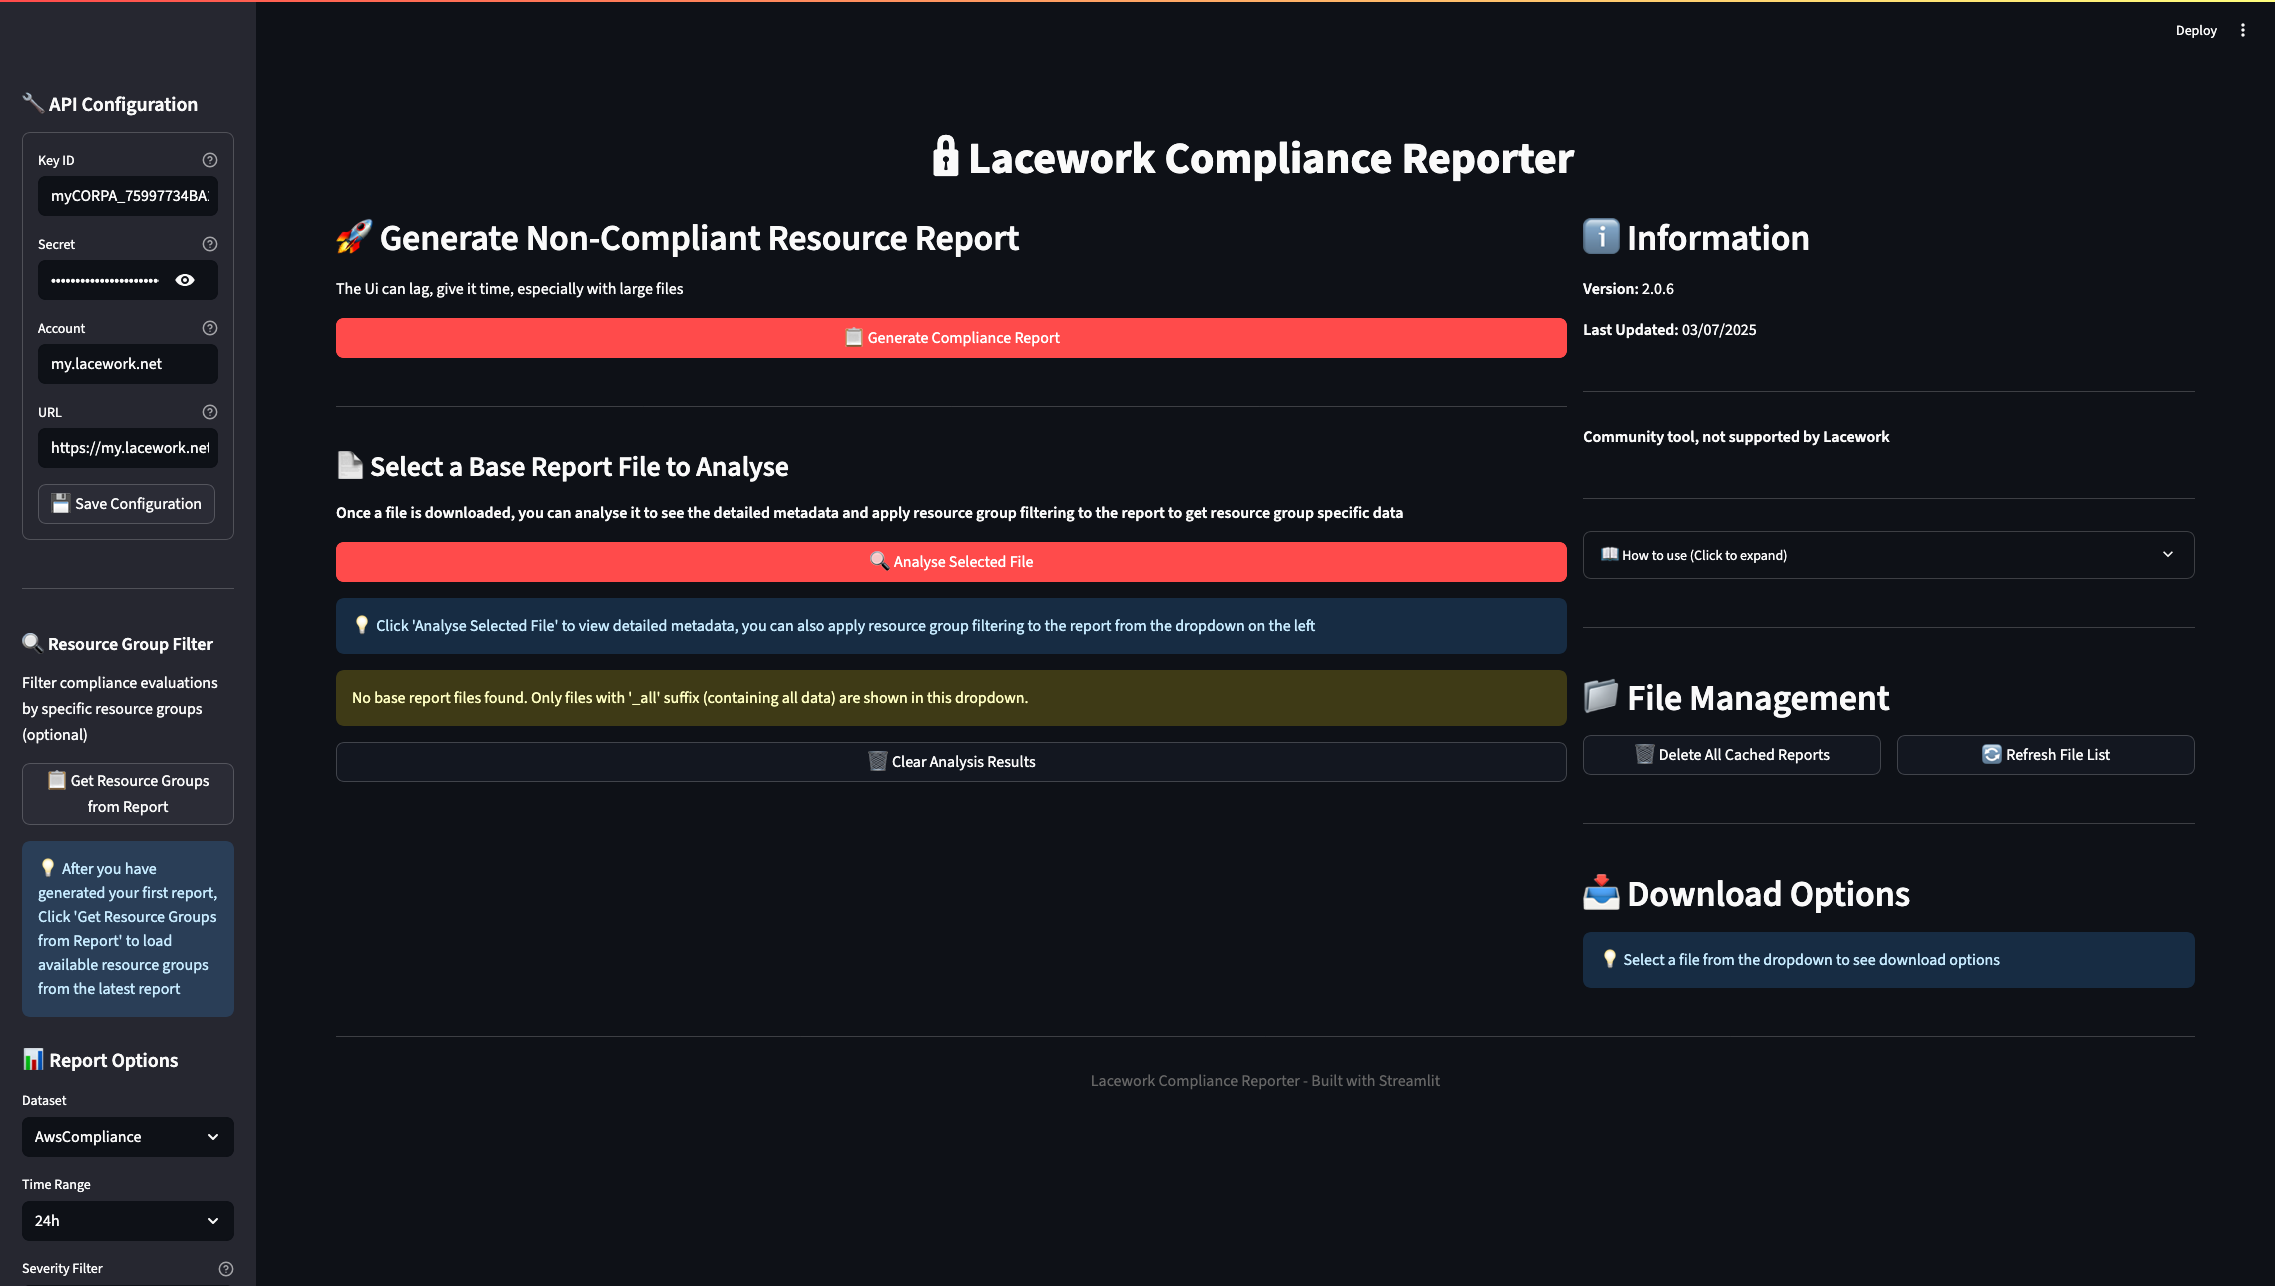 Deploy
API Configuration
Key ID
myCORPA_75997734BA
Secret
Account
my.lacework.net
URL
https://my.lacework.net
Save Configuration
Resource Group Filter
Filter compliance evaluations
by specific resource groups
(optional)
Get Resource Groups
from Report
After you have
generated your first report,
Click 'Get Resource Groups
from Report' to load
available resource groups
from the latest report
Report Options
Dataset
AwsCompliance
Time Range
24h
Severity Filter
Lacework Compliance Reporter
Generate Non-Compliant Resource Report
The Ui can lag, give it time, especially with large files
Generate Compliance Report
Select a Base Report File to Analyse
Once a file is downloaded, you can analyse it to see the detailed metadata and apply resource group filtering to the report to get resource group specific data
Analyse Selected File
Click 'Analyse Selected File' to view detailed metadata, you can also apply resource group filtering to the report from the dropdown on the left
No base report files found. Only files with '_all' suffix (containing all data) are shown in this dropdown.
Clear Analysis Results
Information
Version: 2.0.6
Last Updated: 03/07/2025
Community tool, not supported by Lacework
How to use (Click to expand)
File Management
Delete All Cached Reports
Refresh File List
Download Options
Select a file from the dropdown to see download options
Lacework Compliance Reporter - Built with Streamlit